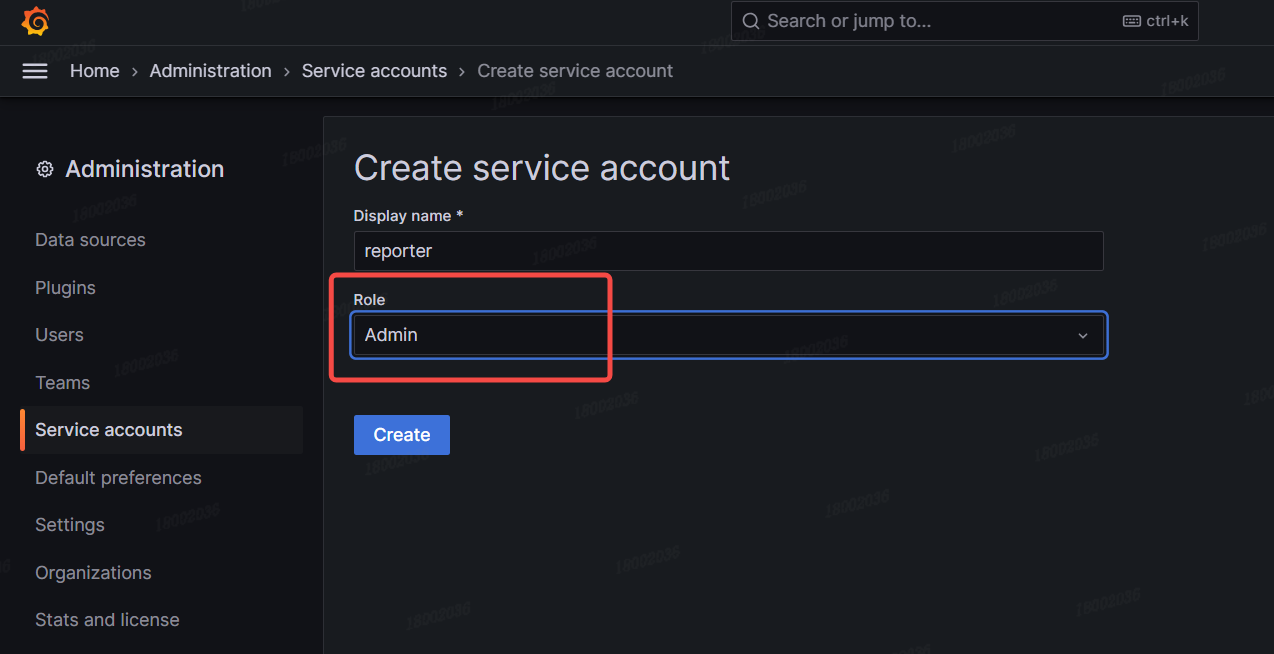 Search or jump to... ctrl+k
Home › Administration › Service accounts › Create service account
Administration
Data sources
Plugins
Users
Teams
Service accounts
Default preferences
Settings
Organizations
Stats and license
Create service account
Display name *
reporter
Role
Admin
Create
18002036